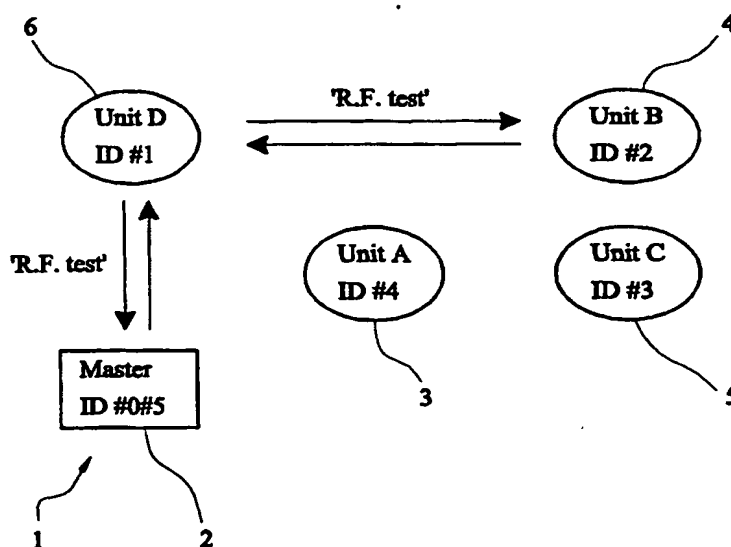 6
4
Unit D
ID #1
'R.F. test'
Unit B
ID #2
'R.F. test'
Unit A
ID #4
Unit C
ID #3
Master
ID #0#5
3
5
1
2